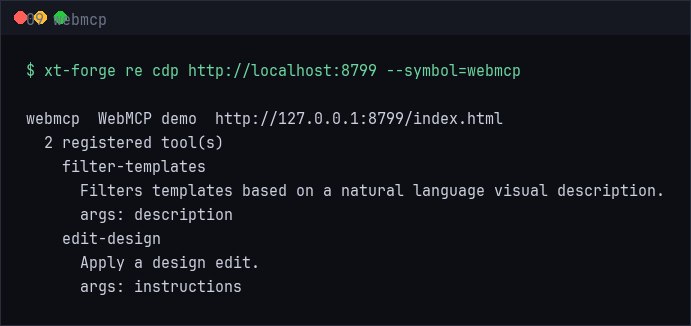 09 webmcp
$ xt-forge re cdp http://localhost:8799 --symbol=webmcp
webmcp  WebMCP demo  http://127.0.0.1:8799/index.html
  2 registered tool(s)
    filter-templates
      Filters templates based on a natural language visual description.
      args: description
    edit-design
      Apply a design edit.
      args: instructions